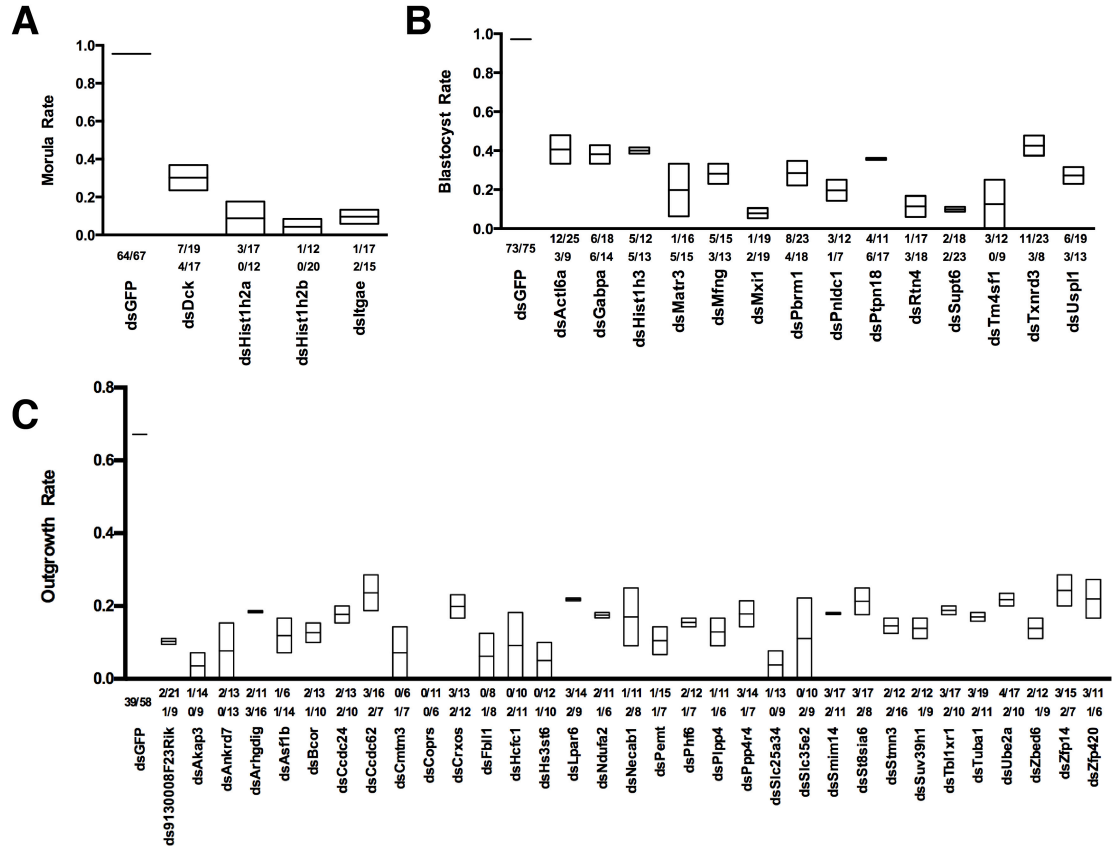 A
Morula Rate
1.0
0.8
0.6
0.4
0.2
0.0
64/67 7/19 3/17 1/12 1/17
4/17 0/12 0/20 2/15
dsGFP dsDck dsHist1h2a dsHist1h2b dsItgae
B
Blastocyst Rate
1.0
0.8
0.6
0.4
0.2
0.0
73/75 12/25 6/18 5/12 1/16 5/15 1/19 8/23 3/12 4/11 1/17 2/18 3/12 11/23 6/19
3/9 6/14 5/13 5/15 3/13 2/19 4/18 1/7 6/17 3/18 2/23 0/9 3/8 3/13
dsGFP dsActl6a dsGabpa dsHist1h3 dsMatr3 dsMfng dsMxi1 dsPbrm1 dsPnldc1 dsPtpn18 dsRtn4 dsSupt6 dsTm4sf1 dsTxnrd3 dsUspl1
C
Outgrowth Rate
0.8
0.6
0.4
0.2
0.0
39/58 2/21 1/14 2/13 2/11 1/6 2/13 2/13 3/16 0/6 0/11 3/13 0/8 0/10 0/12 3/14 2/11 1/11 1/15 2/12 1/11 3/14 1/13 0/10 3/17 3/17 2/12 2/12 3/17 3/19 4/17 2/12 3/15 3/11
1/9 0/9 0/13 3/16 1/14 1/10 2/10 2/7 1/7 0/6 2/12 1/8 2/11 1/10 2/9 1/6 2/8 1/7 1/7 1/6 1/7 0/9 2/9 2/11 2/8 2/16 1/9 2/10 2/11 2/10 1/9 2/7 1/6
dsGFP ds9130008F23Rik dsAkap3 dsAnkrd7 dsArhgdig dsAsf1b dsBcor dsCcdc24 dsCcdc62 dsCmtm3 dsCoprs dsCrxos dsFbll1 dsHcfc1 dsHs3st6 dsLpar6 dsNdufa2 dsNecab1 dsPemt dsPhf6 dsPlpp4 dsPpp4r4 dsSlc25a34 dsSlc35e2 dsSmim14 dsSt8sia6 dsStmn3 dsSuv39h1 dsTbl1xr1 dsTuba1 dsUbe2a dsZbed6 dsZfp14 dsZfp420